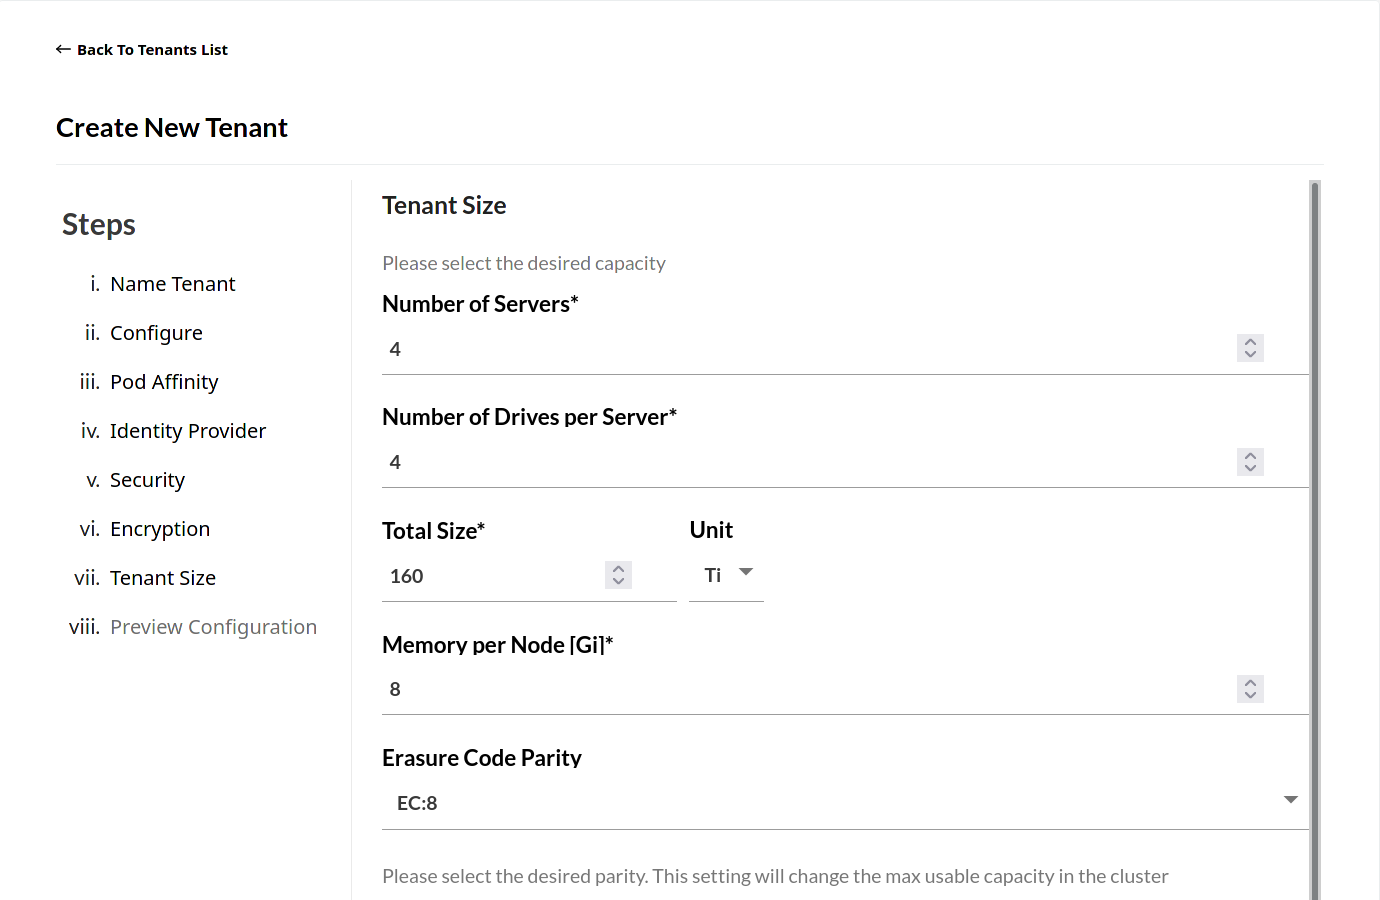 ← Back To Tenants List
Create New Tenant
Steps
i. Name Tenant
ii. Configure
iii. Pod Affinity
iv. Identity Provider
v. Security
vi. Encryption
vii. Tenant Size
viii. Preview Configuration
Tenant Size
Please select the desired capacity
Number of Servers*
4
Number of Drives per Server*
4
Total Size* Unit
160 Ti
Memory per Node [Gi]*
8
Erasure Code Parity
EC:8
Please select the desired parity. This setting will change the max usable capacity in the cluster